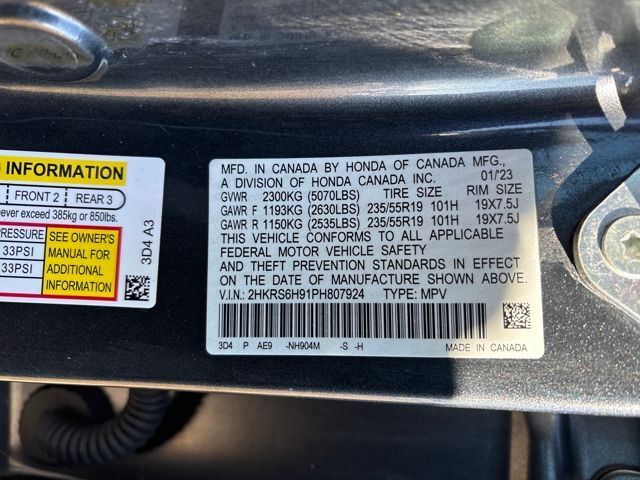 G INFORMATION
FRONT 2 REAR 3
never exceed 385kg or 850lbs.
PRESSURE
33PSI
33PSI
SEE OWNER'S
MANUAL FOR
ADDITIONAL
INFORMATION
3D4 A3
MFD. IN CANADA BY HONDA OF CANADA MFG.,
A DIVISION OF HONDA CANADA INC. 01/'23
GVWR 2300KG (5070LBS) TIRE SIZE RIM SIZE
GAWR F 1193KG (2630LBS) 235/55R19 101H 19X7.5J
GAWR R 1150KG (2535LBS) 235/55R19 101H 19X7.5J
THIS VEHICLE CONFORMS TO ALL APPLICABLE
FEDERAL MOTOR VEHICLE SAFETY
AND THEFT PREVENTION STANDARDS IN EFFECT
ON THE DATE OF MANUFACTURE SHOWN ABOVE.
V.I.N.: 2HKRS6H91PH807924 TYPE: MPV
3D4 P AE9 -NH904M -S -H MADE IN CANADA